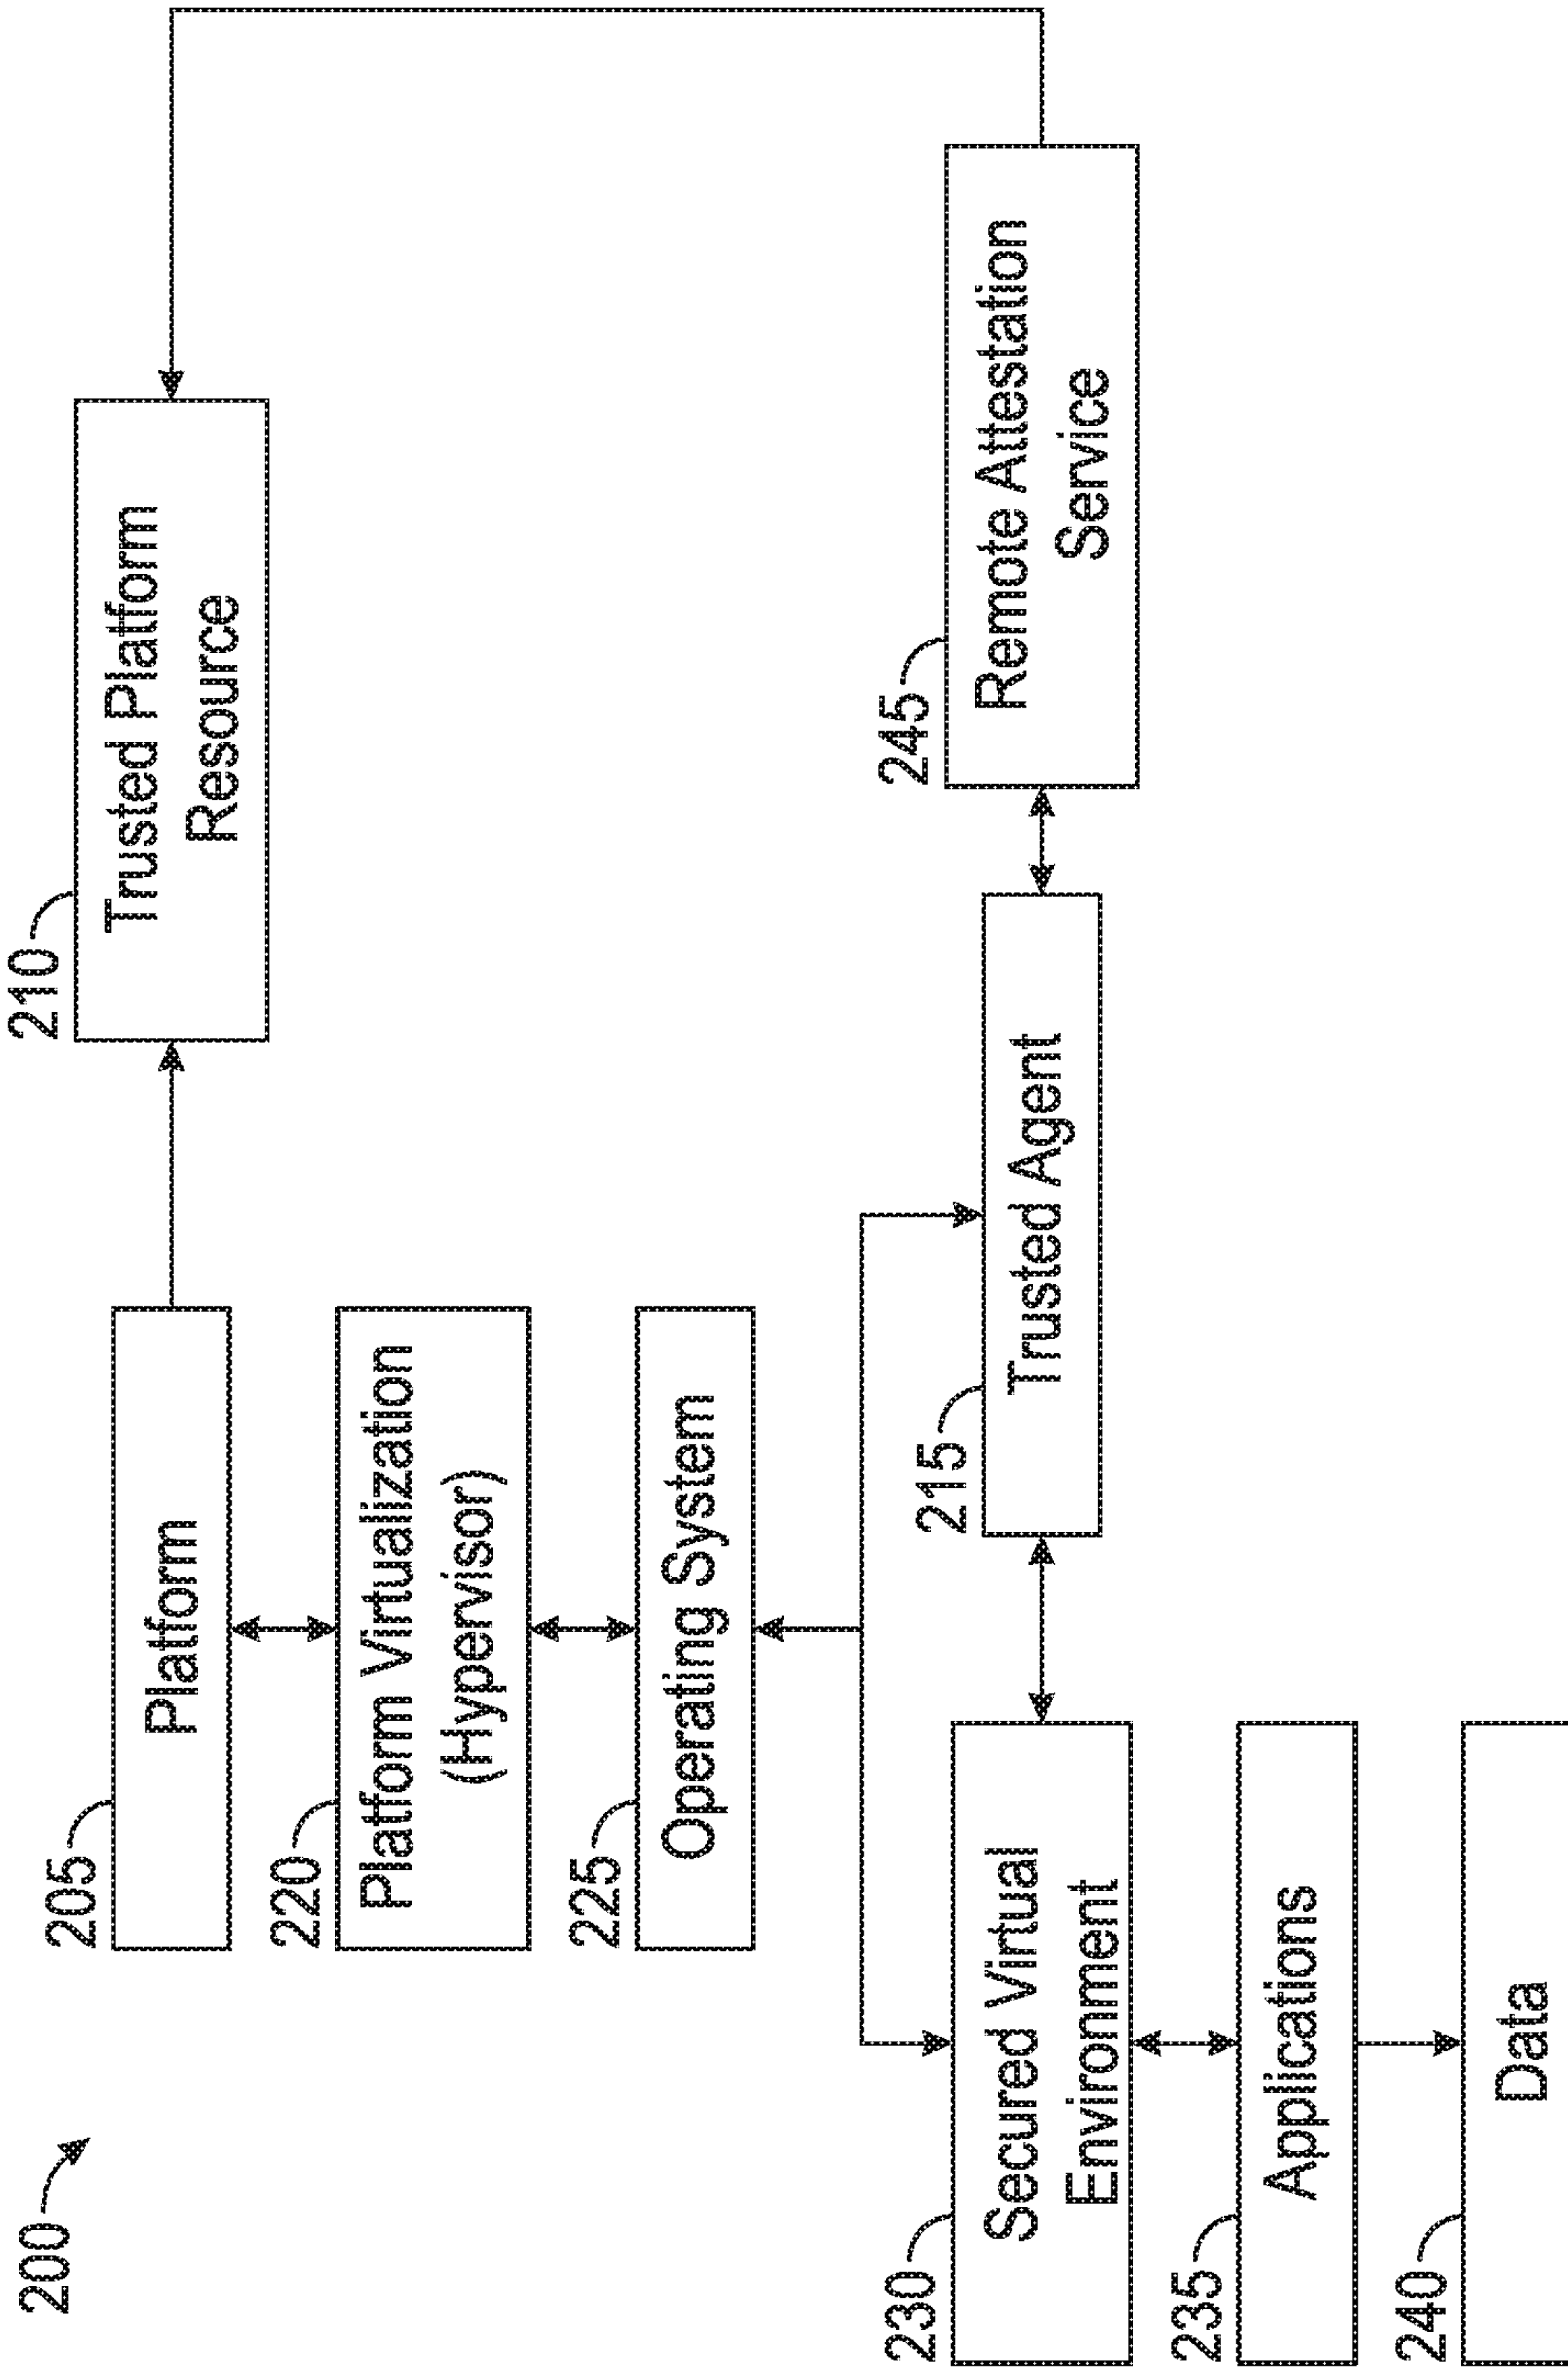 200
205
Platform
210
Trusted Platform
Resource
220
Platform Virtualization
(Hypervisor)
225
Operating System
230
Secured Virtual
Environment
215
Trusted Agent
245
Remote Attestation
Service
235
Applications
240
Data